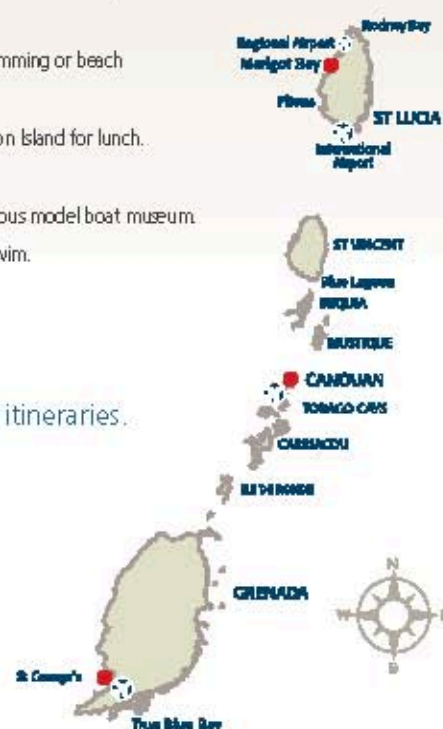 mming or beach
on Island for lunch.
ous model boat museum.
wim.
itineraries.
Rodney Bay
Regional Airport
Marigot Bay
ST LUCIA
International
Airport
ST VINCENT
Blue Lagoon
BEQUIA
MUSTIQUE
CANOUAN
TOBAGO CAYS
CARRIACOU
ILE DE RONDE
GRENADA
St George's
True Blue Bay
N
W
E
S